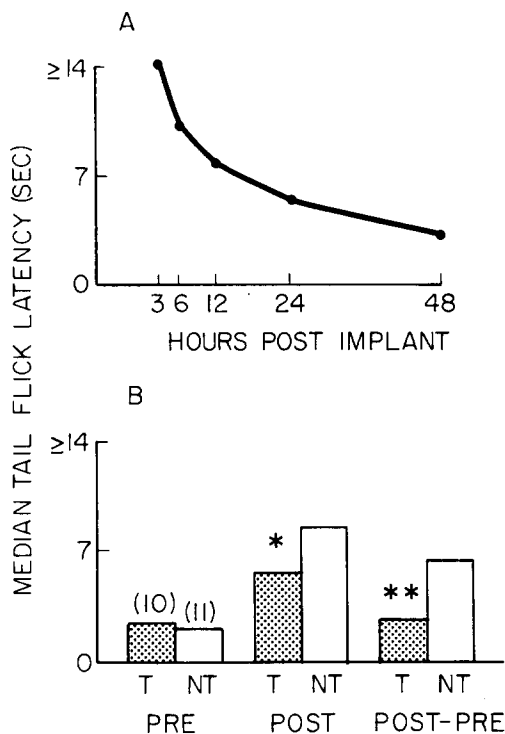 A
MEDIAN TAIL FLICK LATENCY (SEC)
≥14
7
0
3 6 12 24 48
HOURS POST IMPLANT
B
≥14
7
0
(10) (11)
*
**
T NT T NT T NT
PRE POST POST-PRE